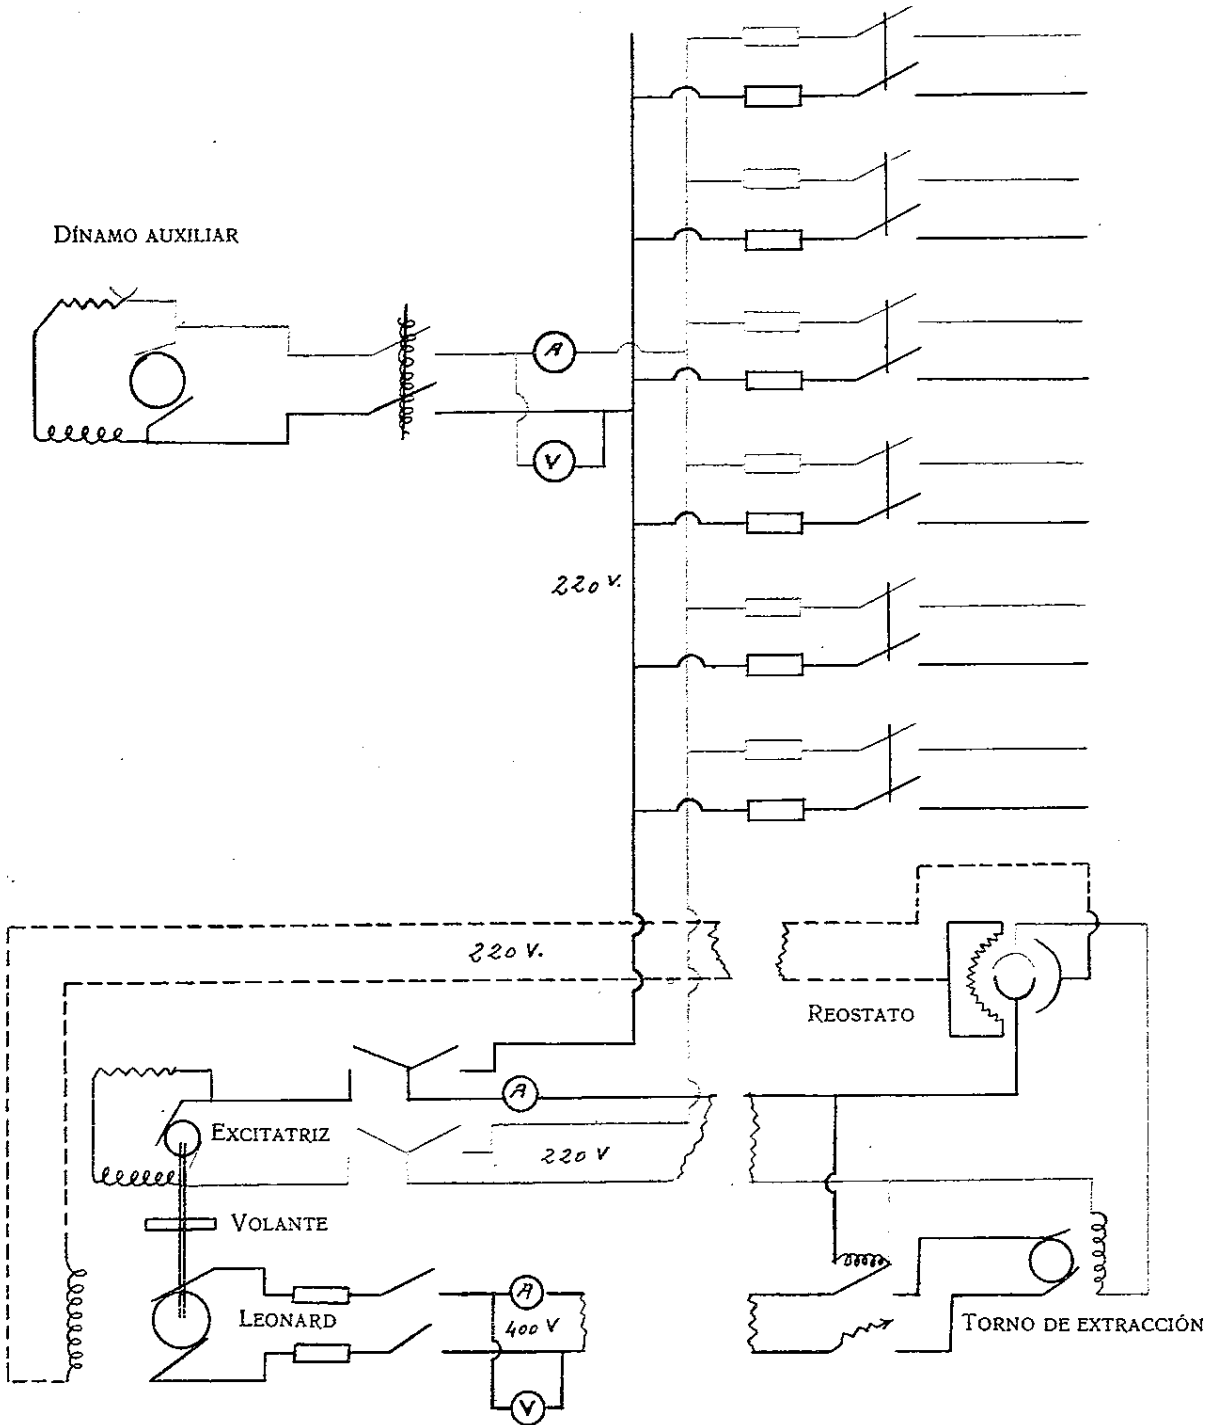 DÍNAMO AUXILIAR
A
V
220 V.
220 V.
REOSTATO
A
EXCITATRIZ
220 V
VOLANTE
A
LEONARD
400 V
TORNO DE EXTRACCIÓN
V